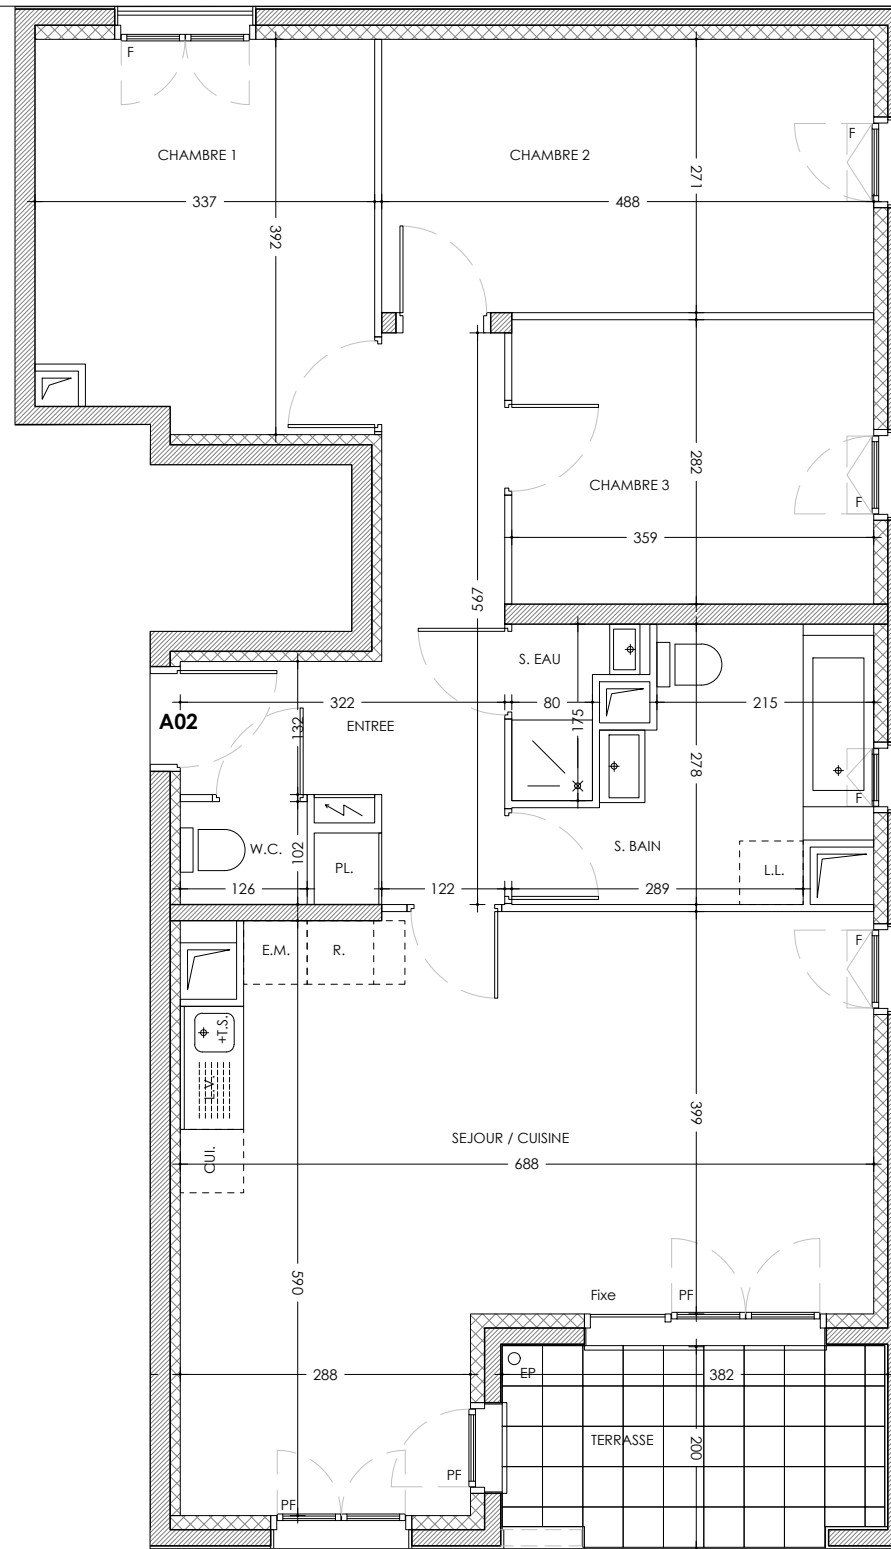 F
CHAMBRE 1
CHAMBRE 2
F
271
337
488
392
282
CHAMBRE 3
F
359
567
S. EAU
322
80
215
A02
132
ENTREE
175
278
F
W.C.
102
PL.
S. BAIN
L.L.
126
122
289
E.M.
R.
F
+T.S.
L.V.
399
SEJOUR / CUISINE
CUI.
688
590
Fixe
PF
288
EP
382
TERRASSE
200
PF
PF